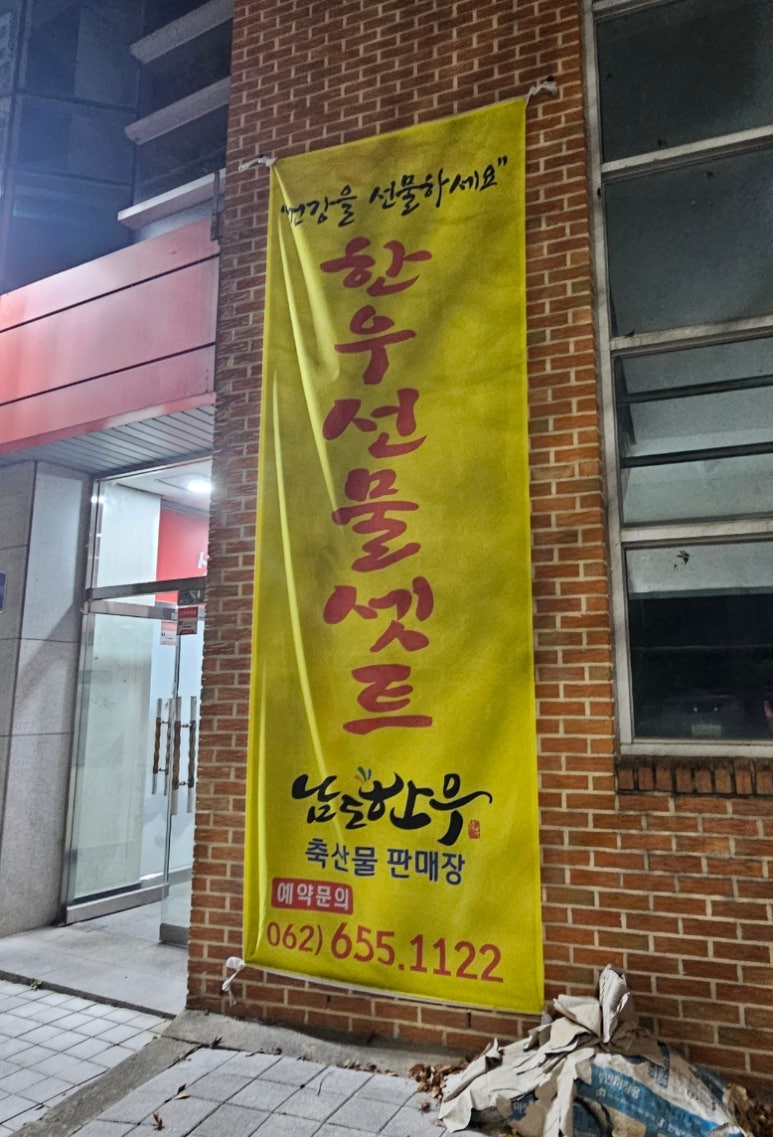 "건강을 선물하세요"
한우선물셋트
남도한우
축산물 판매장
예약문의
062) 655.1122